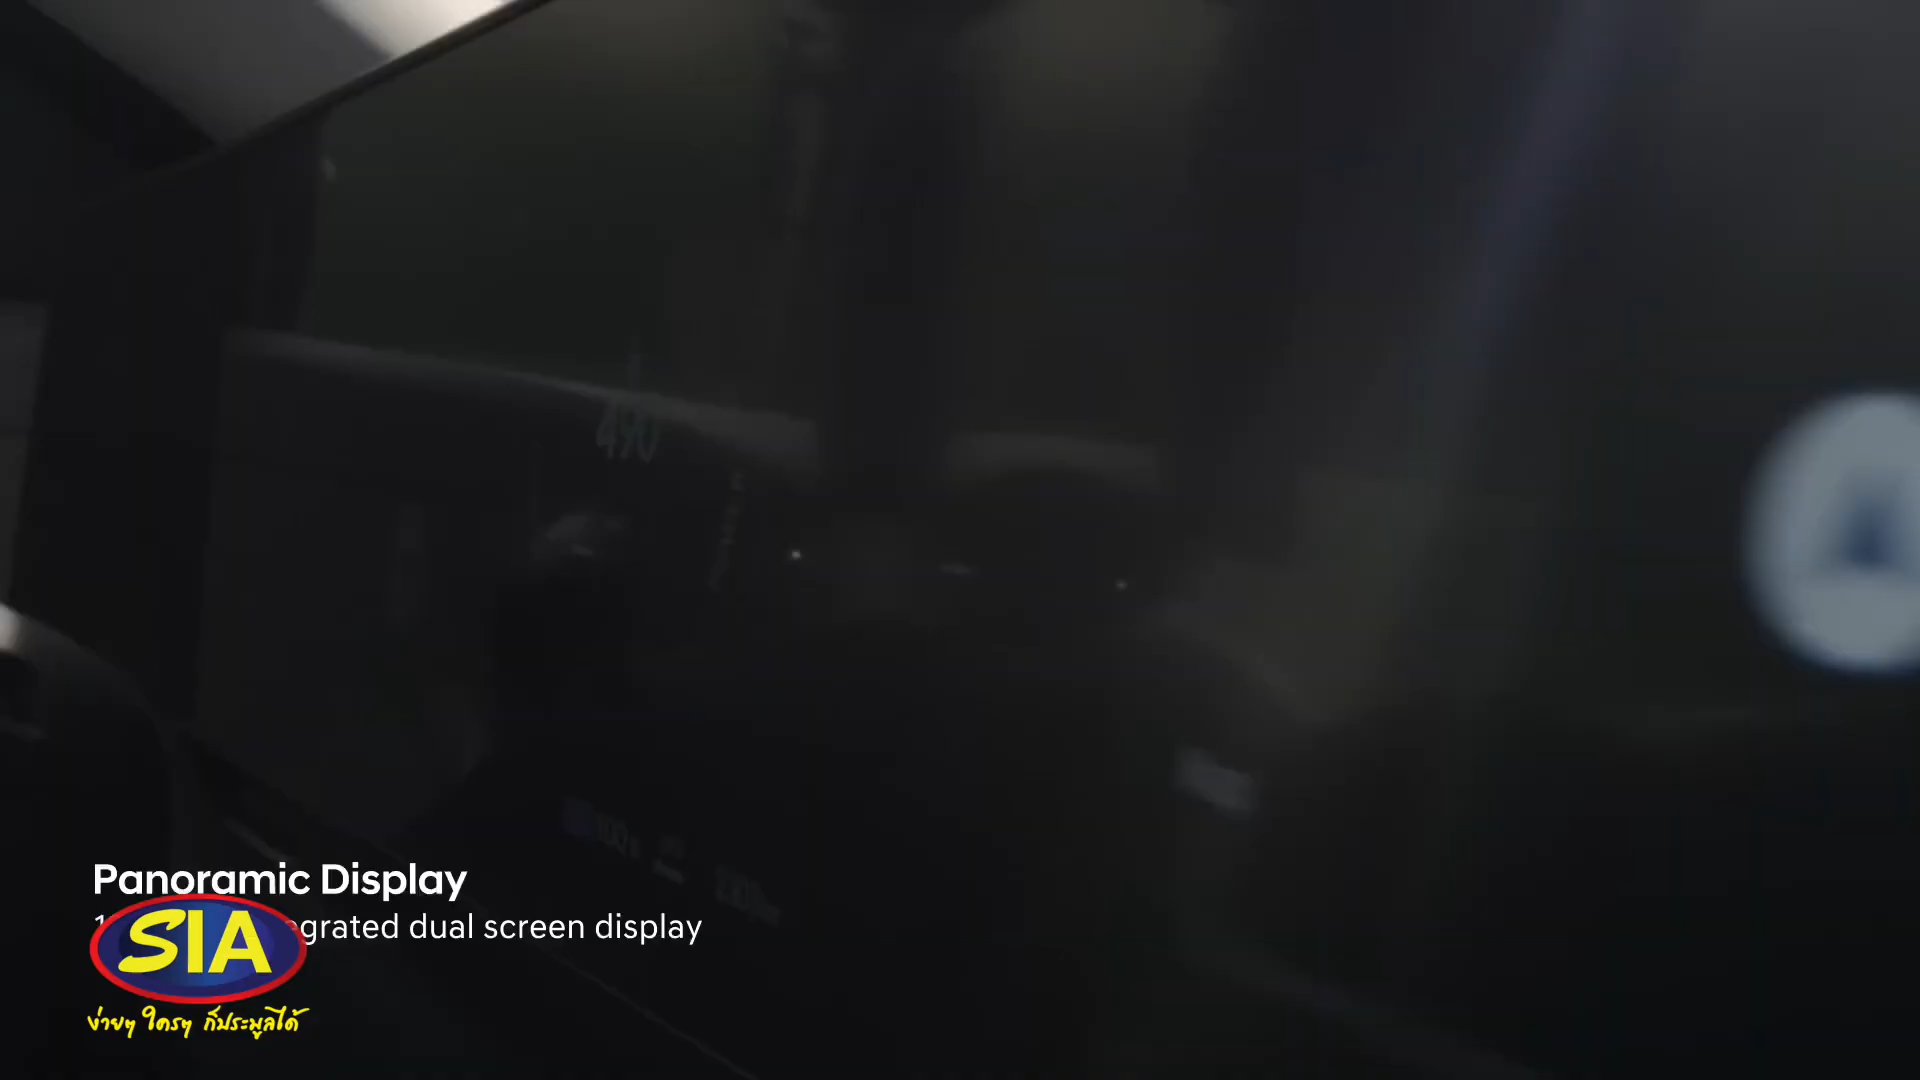 490
Panoramic Display
grated dual screen display
SIA
ง่ายๆ ใครๆ ก็ประมูลได้